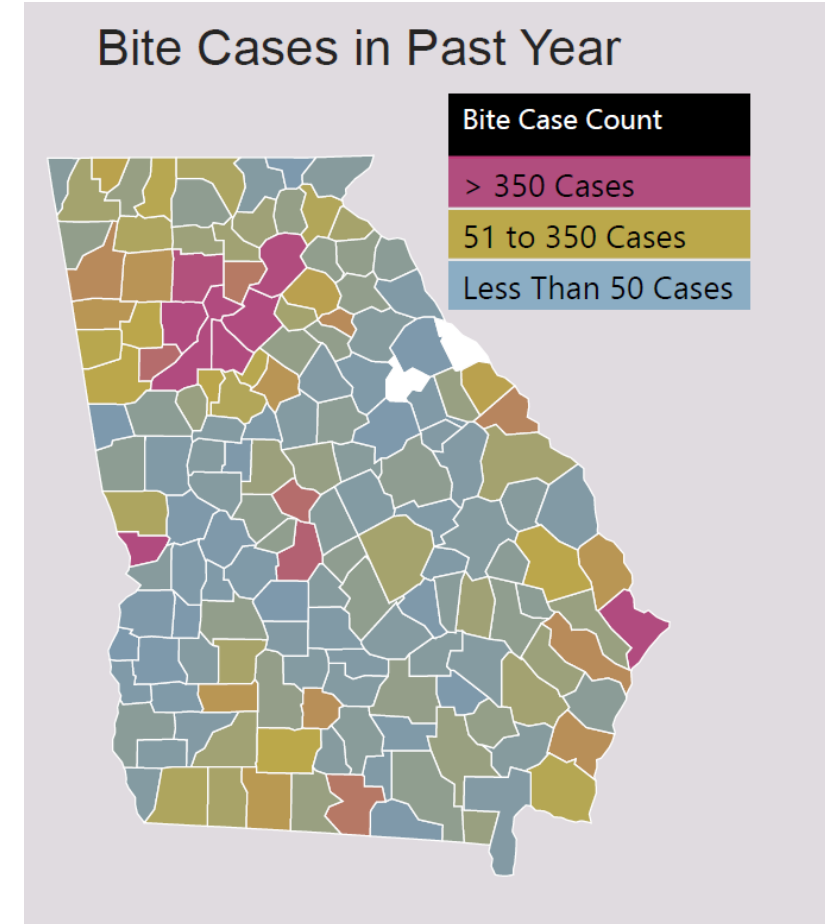 Bite Cases in Past Year
Bite Case Count
> 350 Cases
51 to 350 Cases
Less Than 50 Cases